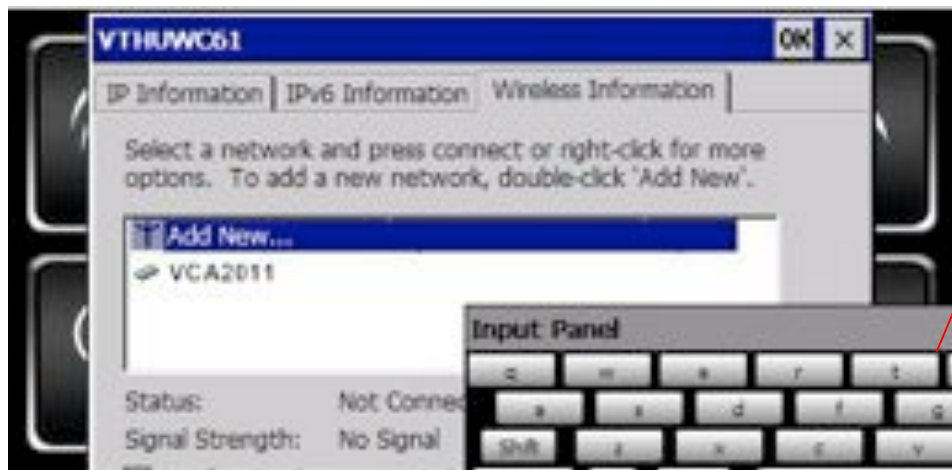 VTHUWC61 OK ×
IP Information IPv6 Information Wireless Information
Select a network and press connect or right-click for more
options. To add a new network, double-click 'Add New'.
Add New...
VCA2011
Input Panel
q w e r t
Status: Not Connec
a s d f g
Signal Strength: No Signal
Shift z x c v